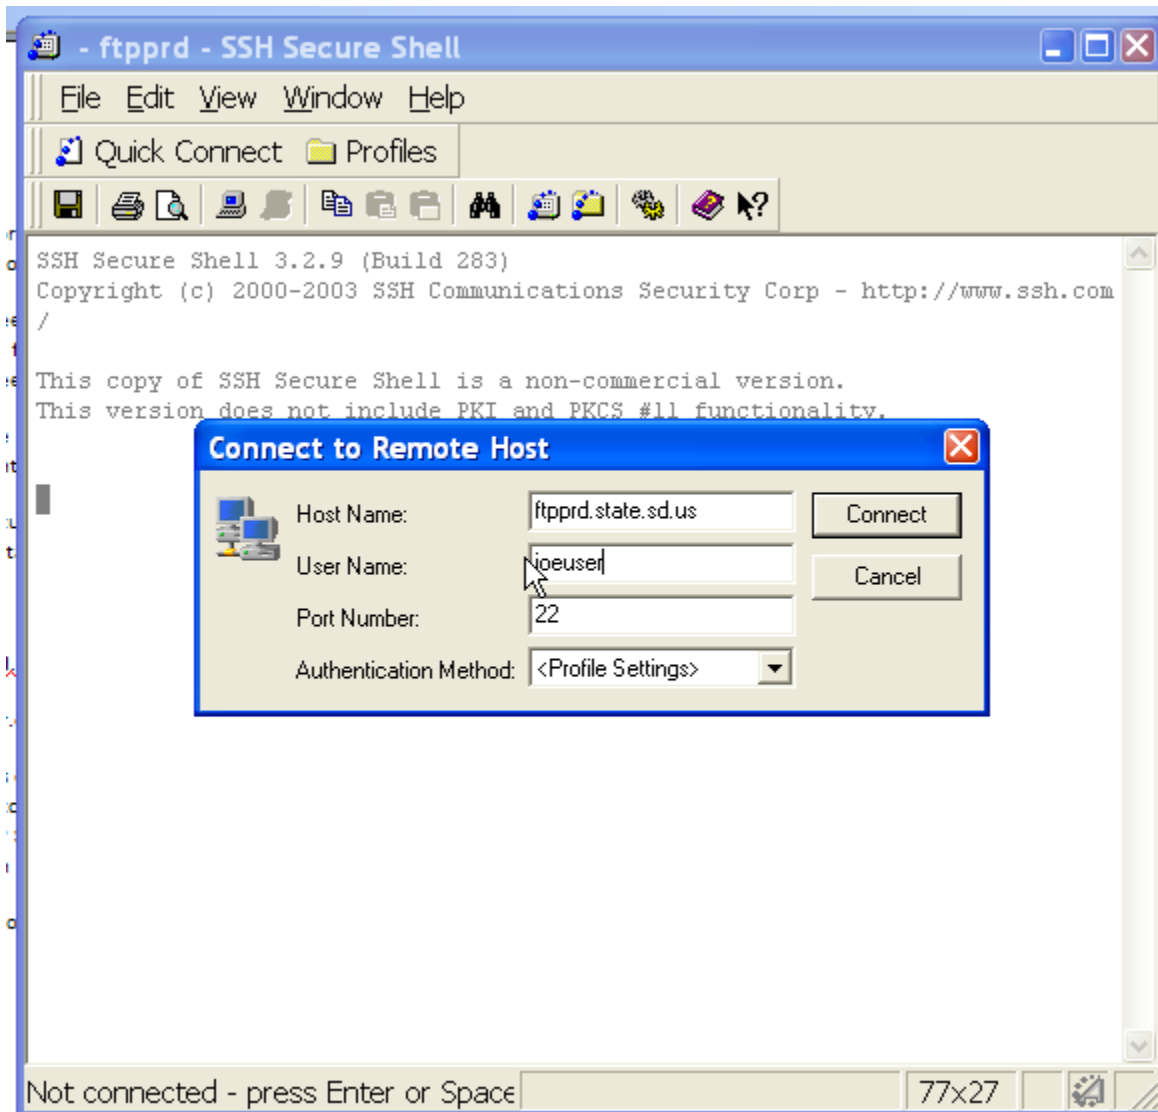 - ftpprd - SSH Secure Shell
File Edit View Window Help
Quick Connect Profiles
SSH Secure Shell 3.2.9 (Build 283)
Copyright (c) 2000-2003 SSH Communications Security Corp - http://www.ssh.com
/
This copy of SSH Secure Shell is a non-commercial version.
This version does not include PKI and PKCS #11 functionality.
Connect to Remote Host
Host Name: ftpprd.state.sd.us Connect
User Name: joeuser Cancel
Port Number: 22
Authentication Method: <Profile Settings>
Not connected - press Enter or Space 77x27